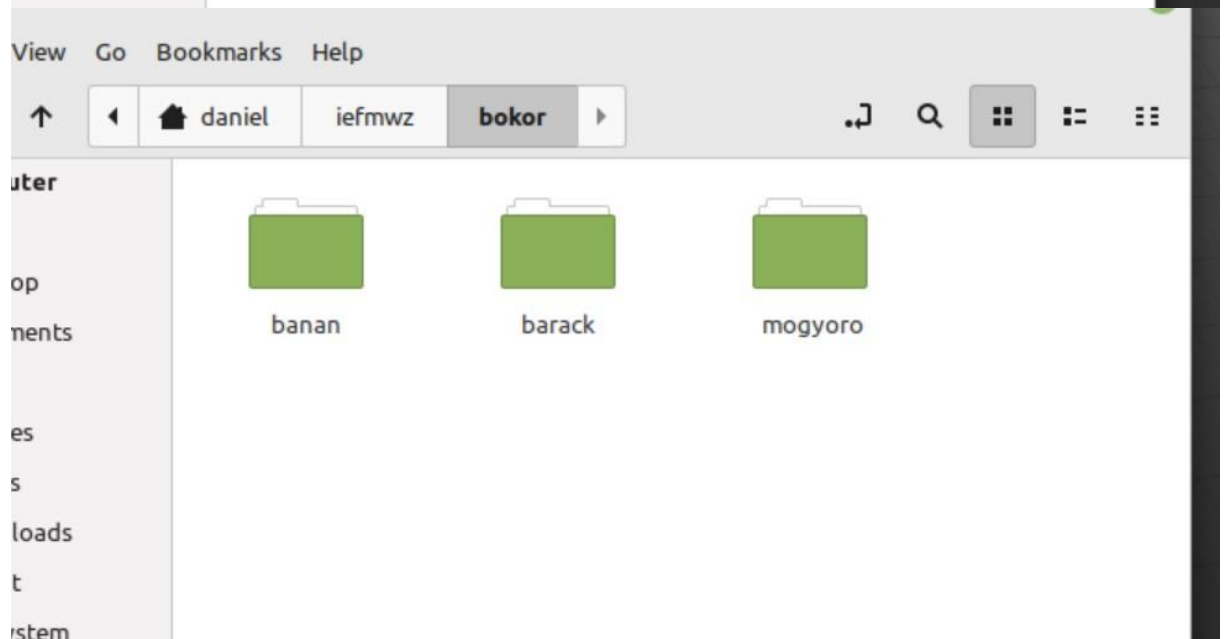 View Go Bookmarks Help
daniel iefmwz bokor
uter
op
ments
es
s
loads
t
ystem
banan barack mogyoro